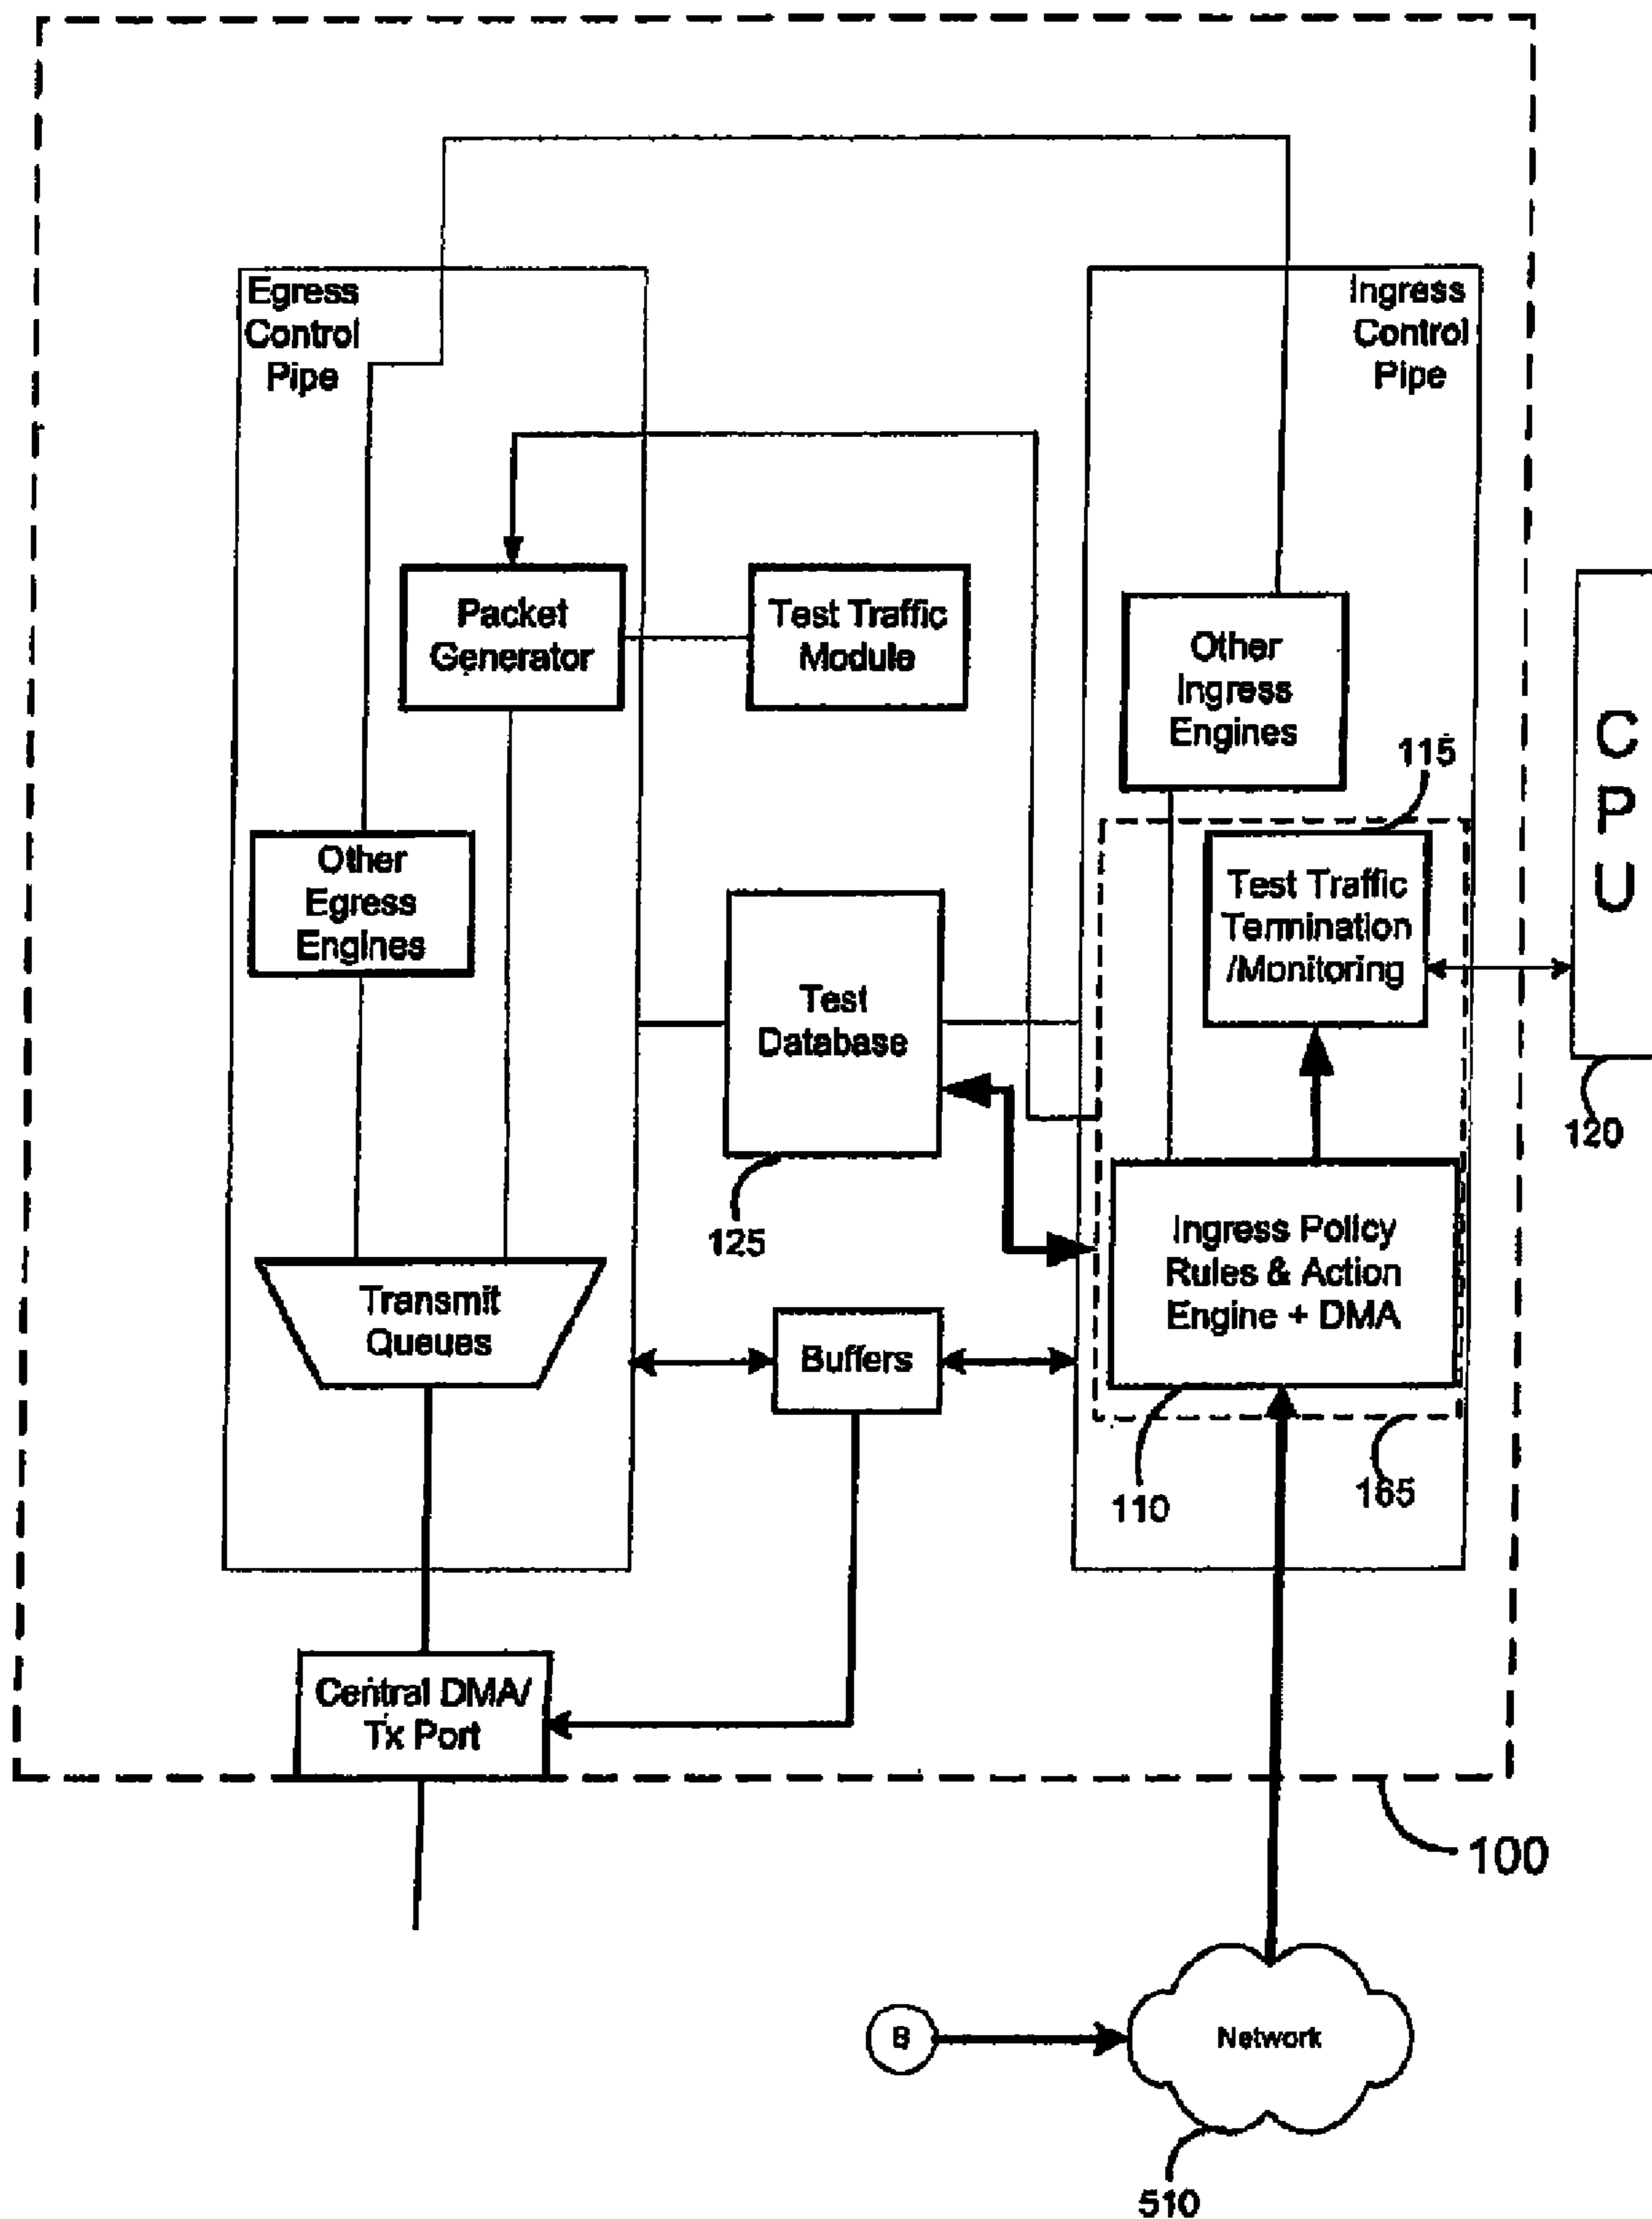 Egress
Control
Pipe
Ingress
Control
Pipe
Packet
Generator
Test Traffic
Module
Other
Ingress
Engines
C
P
U
115
Other
Egress
Engines
Test Traffic
Termination
/Monitoring
Test
Database
120
125
Ingress Policy
Rules & Action
Engine + DMA
Transmit
Queues
Buffers
110
165
Central DMA/
Tx Port
100
B
Network
510